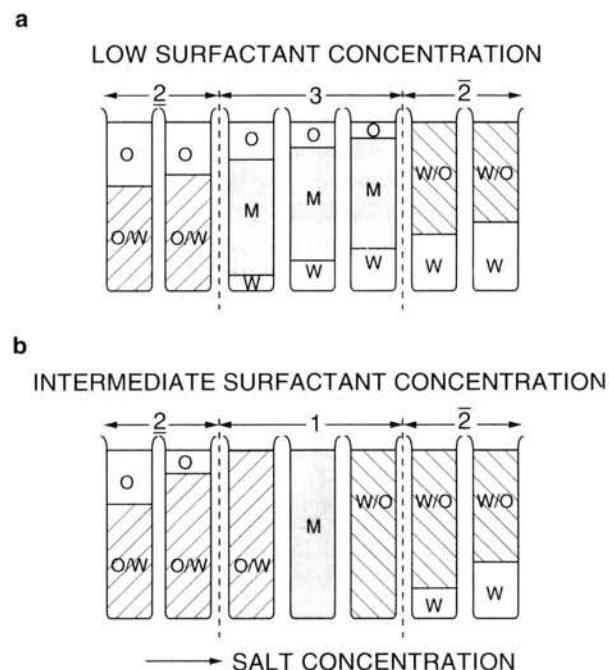 a
LOW SURFACTANT CONCENTRATION
2 3 2̅
O O O O O W/O W/O
O/W O/W M M M
W W W W W
b
INTERMEDIATE SURFACTANT CONCENTRATION
2 1 2̅
O O
M W/O W/O W/O
O/W O/W O/W W W
SALT CONCENTRATION